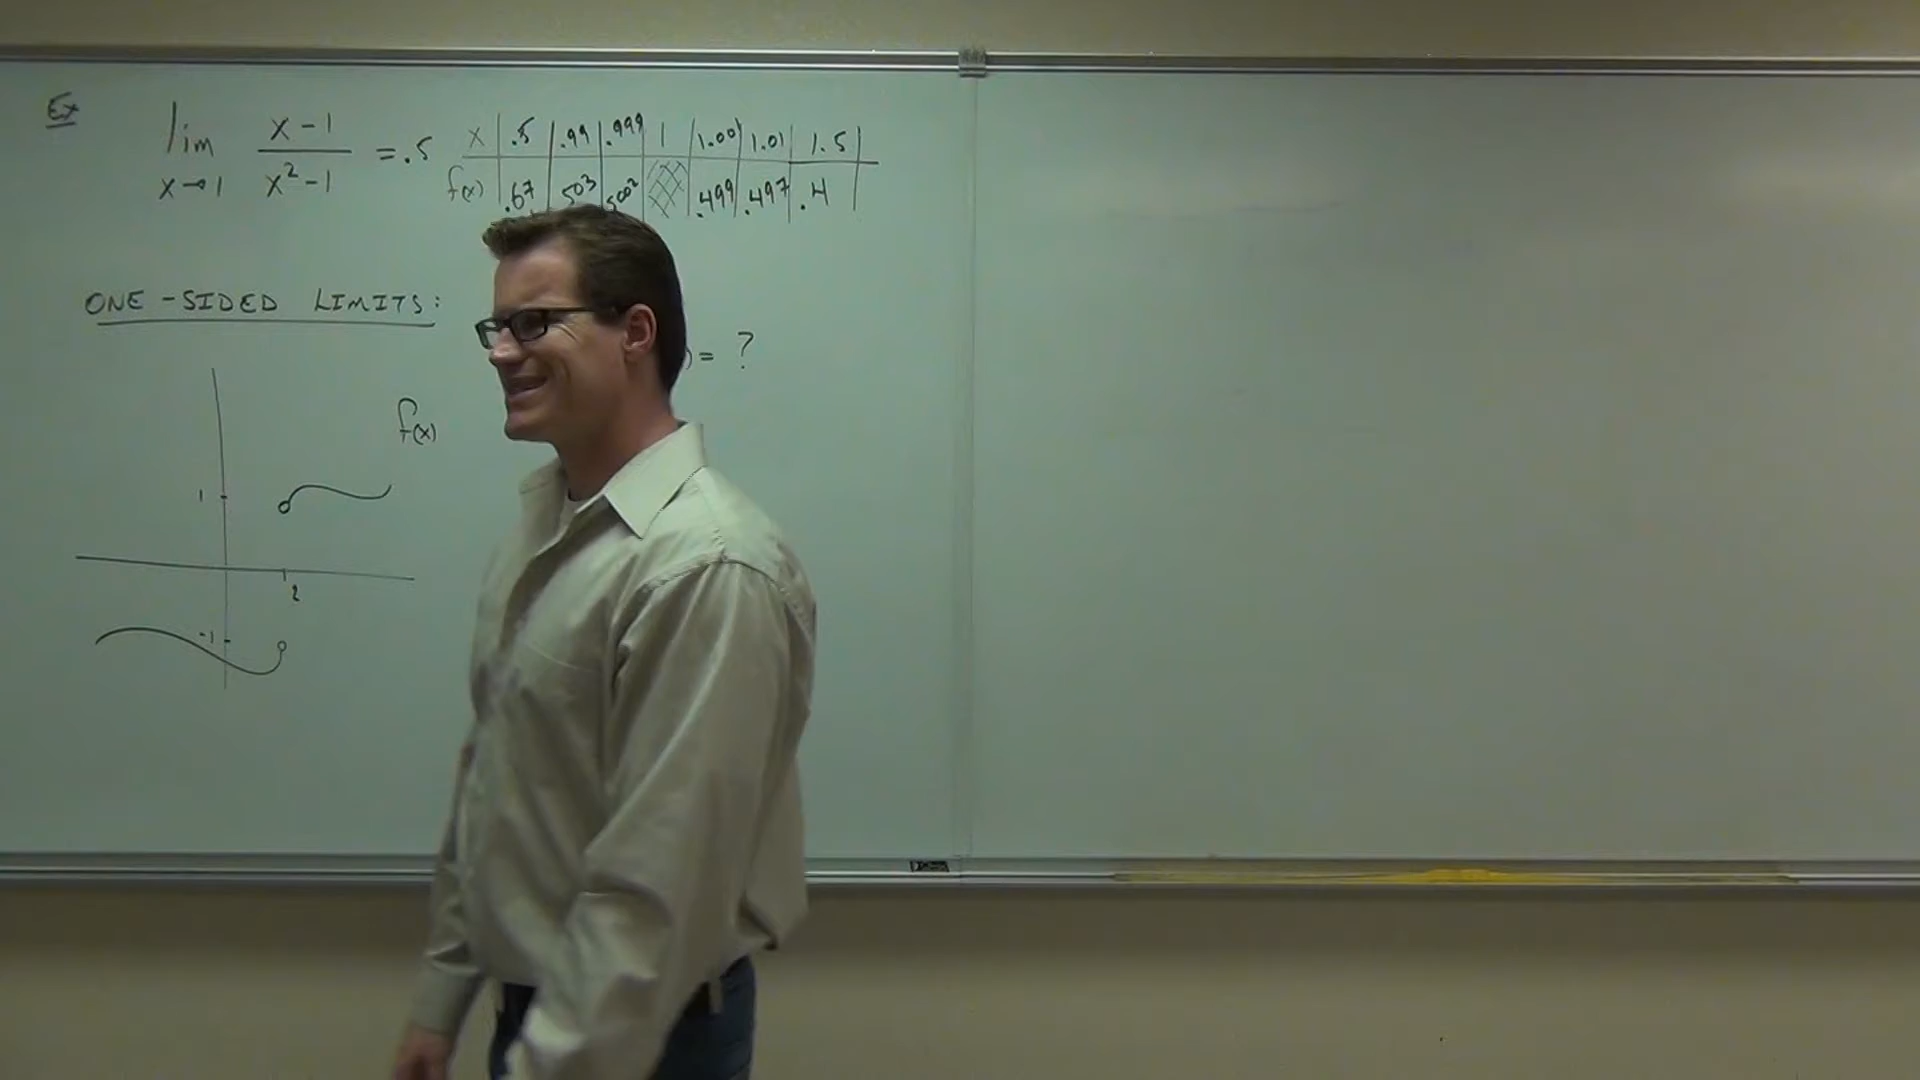 Ex
lim x→1 (x - 1)/(x² - 1) = .5
x | .5 | .99 | .999 | 1 | 1.001 | 1.01 | 1.5
f(x) | .67 | .503 | .5002 | | .499 | .497 | .4
ONE-SIDED LIMITS:
) = ?
f(x)
1
2
-1